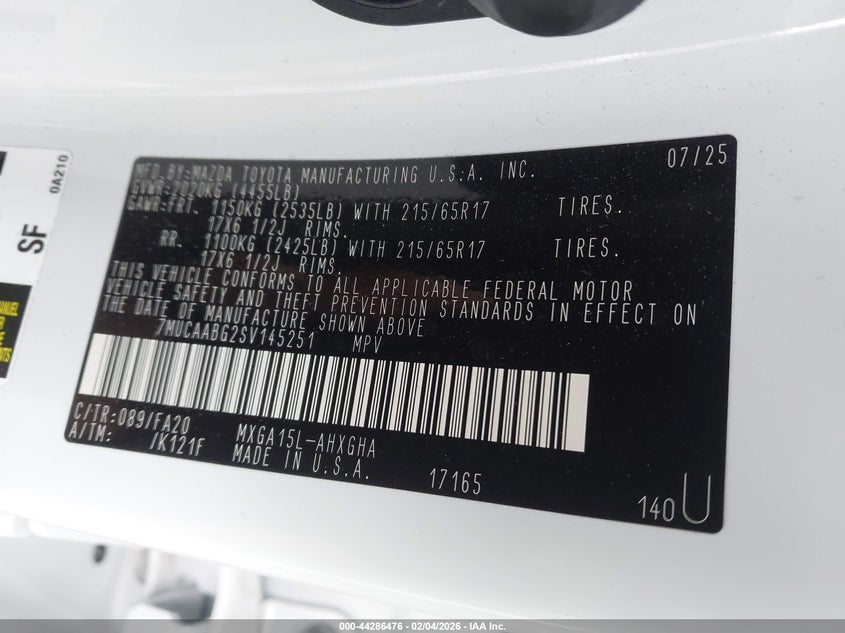 MFD.BY:MAZDA TOYOTA MANUFACTURING U.S.A. INC. 07/25
GVWR:2020KG (4455LB)
GAWR:FRT. 1150KG (2535LB) WITH 215/65R17 TIRES.
17X6 1/2J RIMS.
RR. 1100KG (2425LB) WITH 215/65R17 TIRES.
17X6 1/2J RIMS.
THIS VEHICLE CONFORMS TO ALL APPLICABLE FEDERAL MOTOR
VEHICLE SAFETY AND THEFT PREVENTION STANDARDS IN EFFECT ON
THE DATE OF MANUFACTURE SHOWN ABOVE
7MUCAABG2SV145251 MPV
C/TR:089/FA20 MXGA15L-AHXGHA
A/TM: /K121F MADE IN U.S.A.
17165
140U
0A210
SF
000-44286476 - 02/04/2026 - IAA Inc.